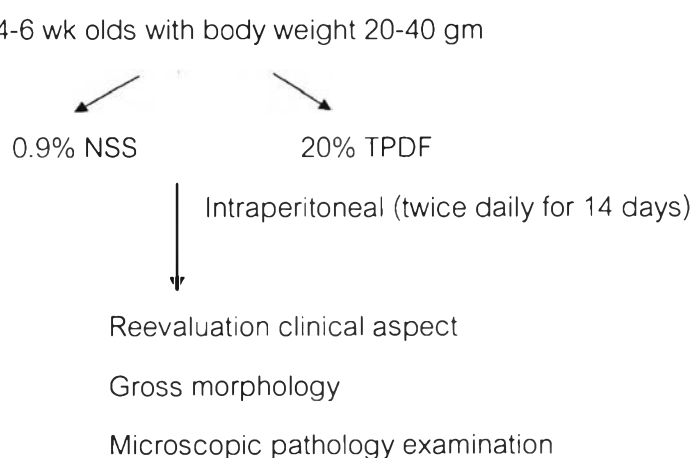 4-6 wk olds with body weight 20-40 gm
0.9% NSS 20% TPDF
Intraperitoneal (twice daily for 14 days)
Reevaluation clinical aspect
Gross morphology
Microscopic pathology examination